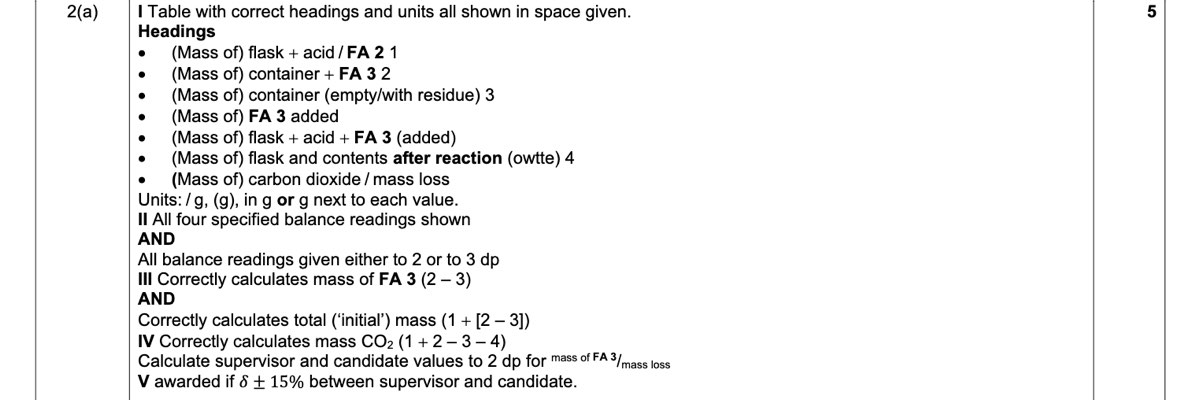 2(a)
I Table with correct headings and units all shown in space given.
5
Headings
• (Mass of) flask + acid / FA 2 1
• (Mass of) container + FA 3 2
• (Mass of) container (empty/with residue) 3
• (Mass of) FA 3 added
• (Mass of) flask + acid + FA 3 (added)
• (Mass of) flask and contents after reaction (owtte) 4
• (Mass of) carbon dioxide / mass loss
Units: / g, (g), in g or g next to each value.
II All four specified balance readings shown
AND
All balance readings given either to 2 or to 3 dp
III Correctly calculates mass of FA 3 (2 – 3)
AND
Correctly calculates total (‘initial’) mass (1 + [2 – 3])
IV Correctly calculates mass CO₂ (1 + 2 – 3 – 4)
Calculate supervisor and candidate values to 2 dp for mass of FA 3/mass loss
V awarded if δ ± 15% between supervisor and candidate.